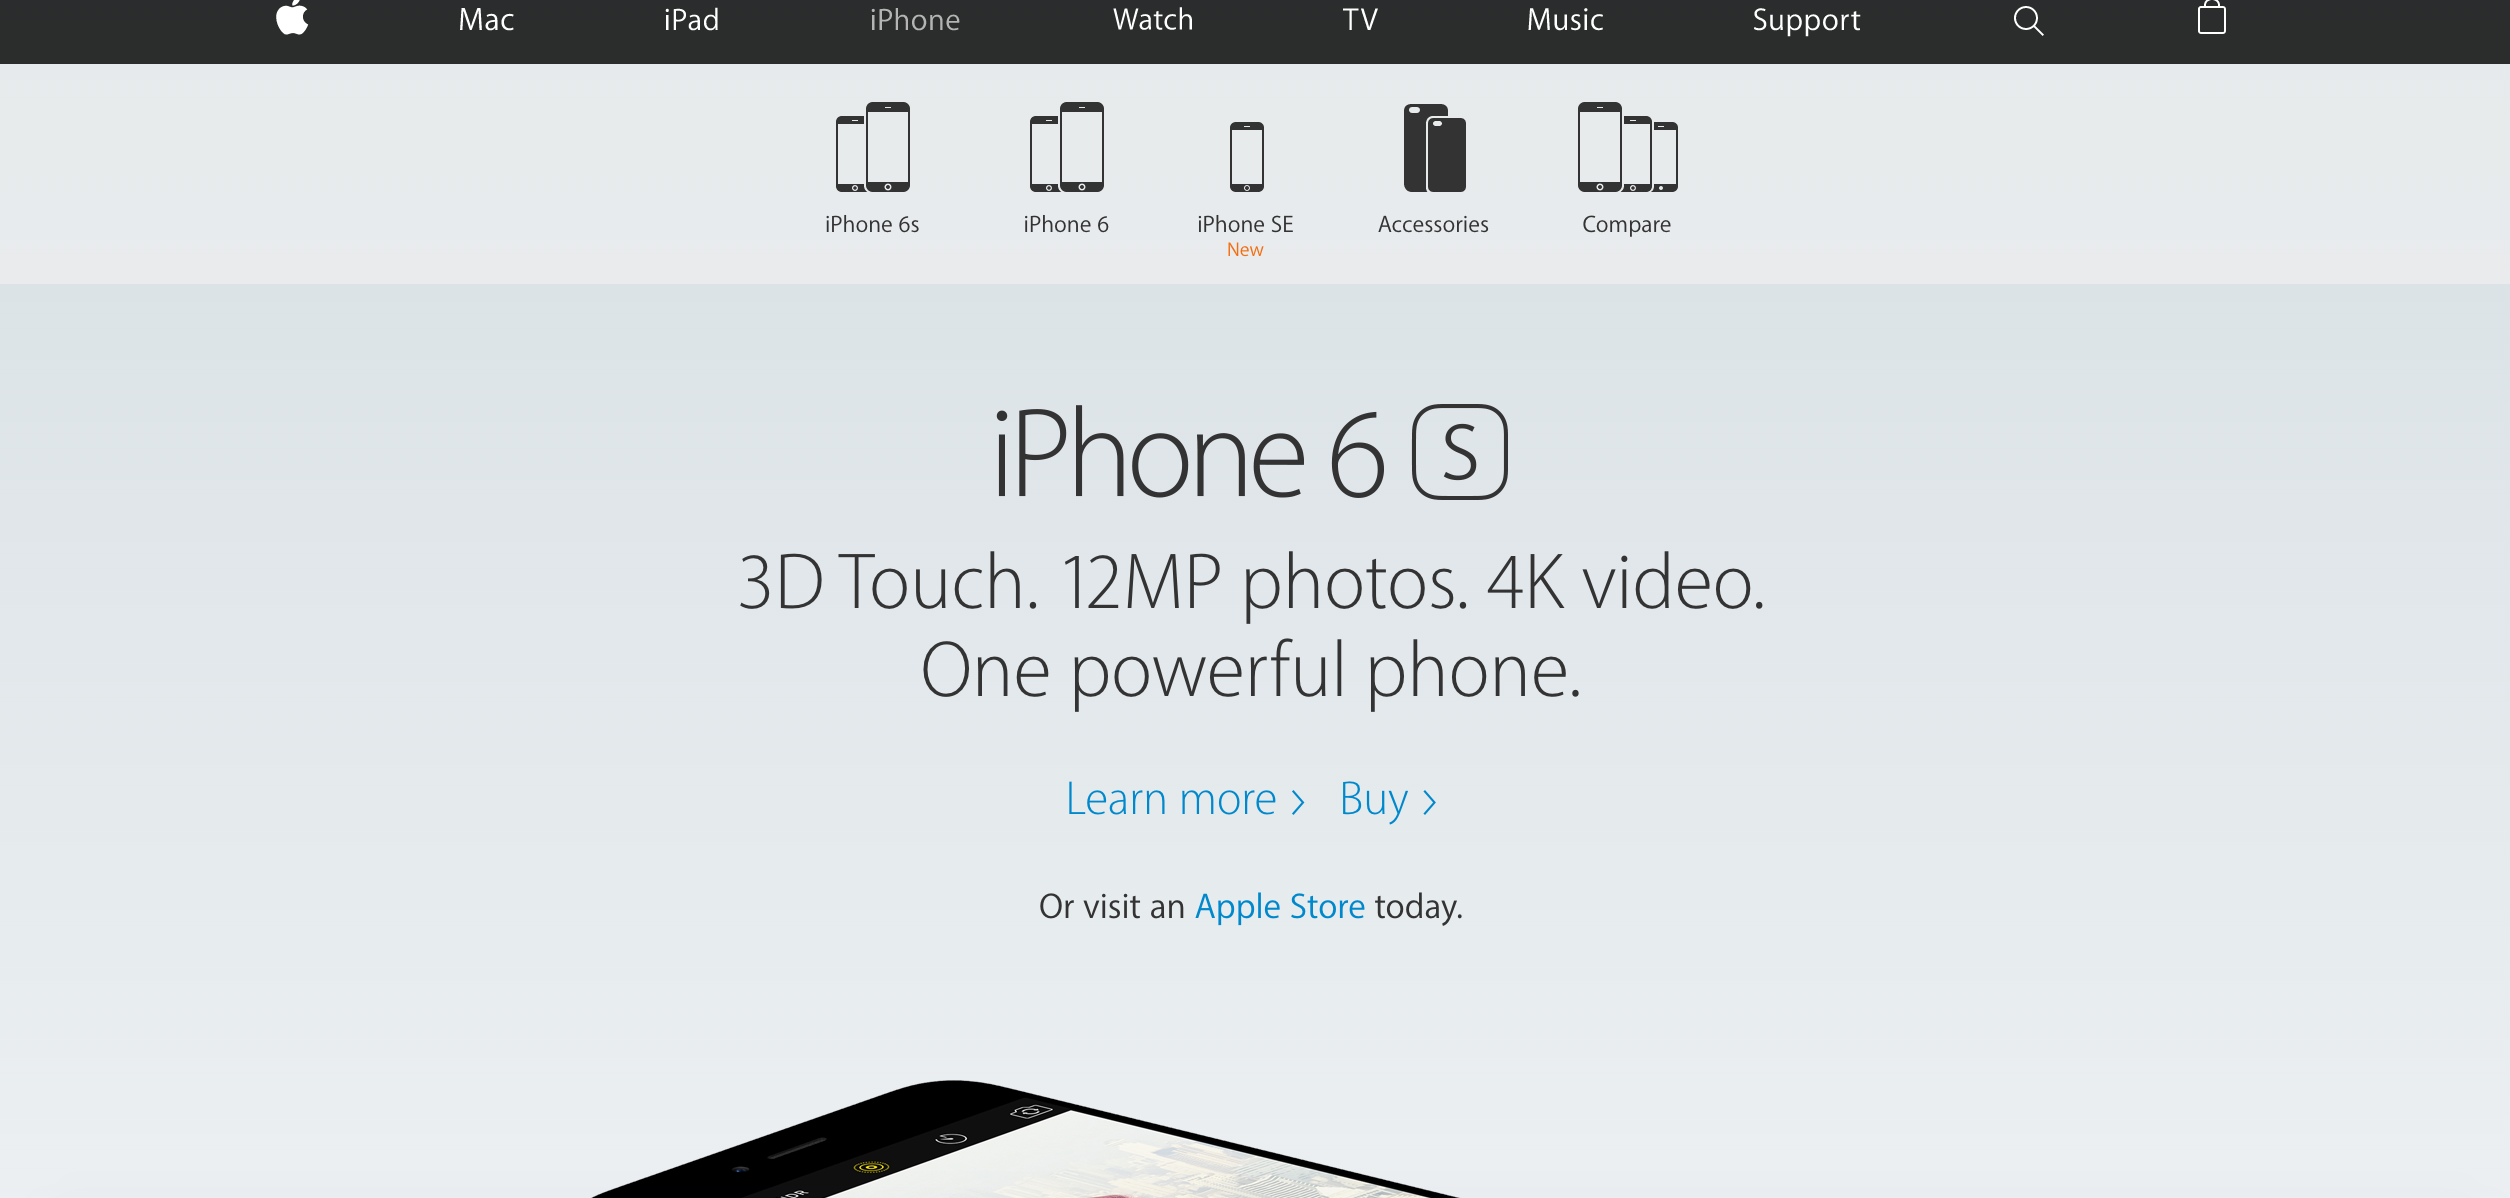 Mac iPad iPhone Watch TV Music Support
iPhone 6s iPhone 6 iPhone SE Accessories Compare
New
iPhone 6 S
3D Touch. 12MP photos. 4K video.
One powerful phone.
Learn more > Buy >
Or visit an Apple Store today.